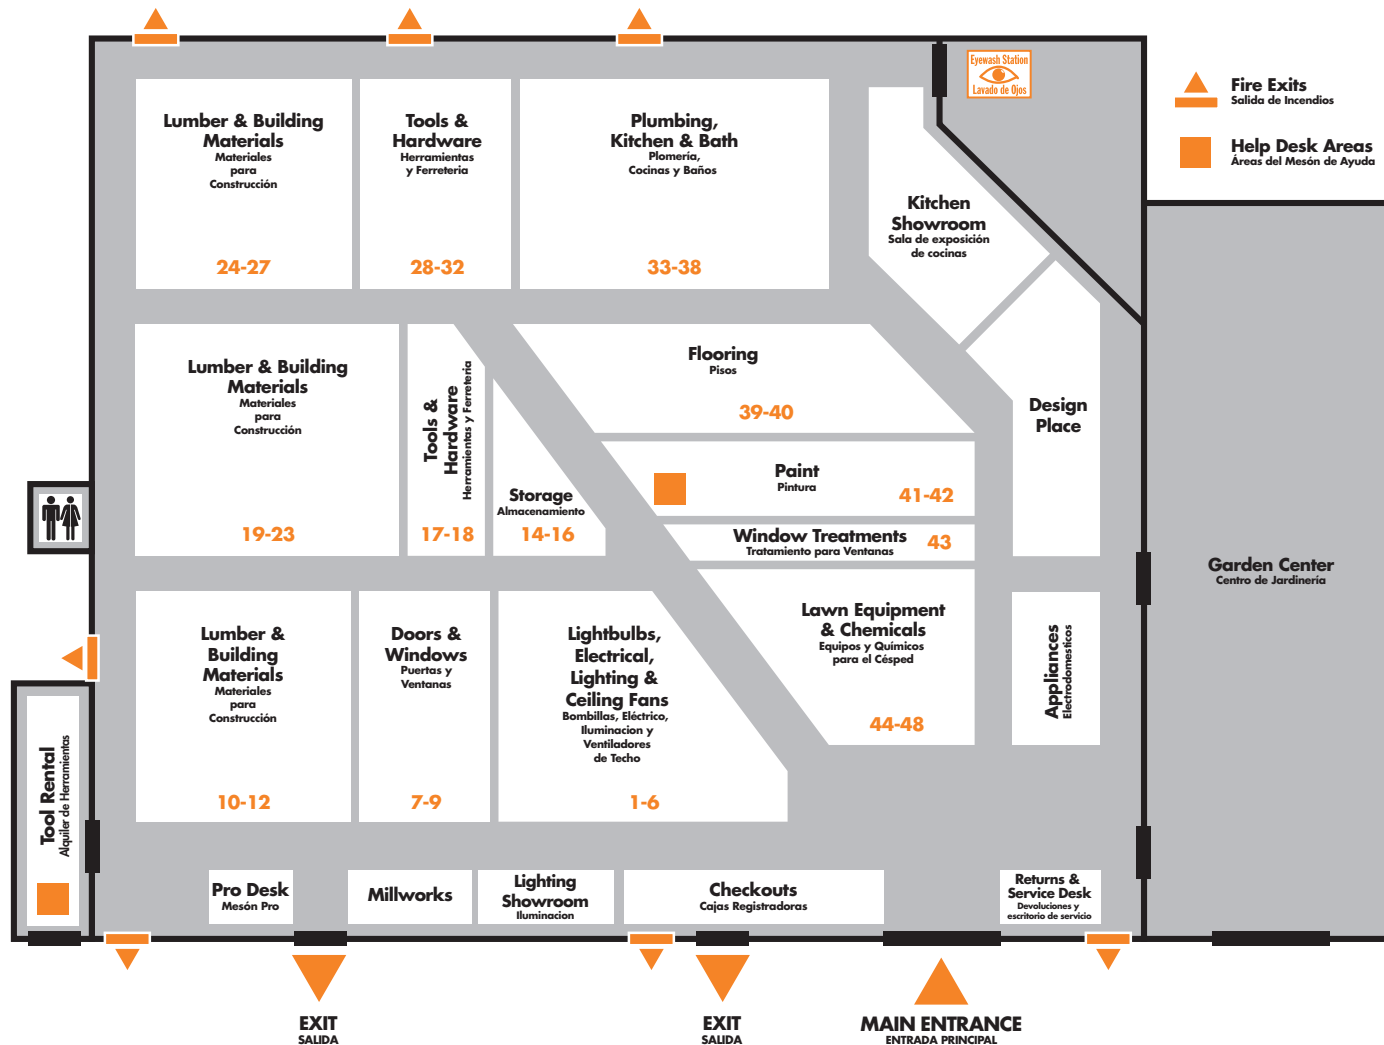 Eyewash Station
Lavado de Ojos
Fire Exits
Salida de Incendios
Help Desk Areas
Áreas del Mesón de Ayuda
Lumber & Building
Materials
Materiales
para
Construcción
24-27
Tools &
Hardware
Herramientas
y Ferreteria
28-32
Plumbing,
Kitchen & Bath
Plomería,
Cocinas y Baños
33-38
Kitchen
Showroom
Sala de exposición
de cocinas
Lumber & Building
Materials
Materiales
para
Construcción
19-23
Tools &
Hardware
Herramientas y Ferreteria
17-18
Storage
Almacenamiento
14-16
Flooring
Pisos
39-40
Paint
Pintura
41-42
Window Treatments
Tratamiento para Ventanas
43
Design
Place
Garden Center
Centro de Jardineria
Lumber &
Building
Materials
Materiales
para
Construcción
10-12
Doors &
Windows
Puertas y
Ventanas
7-9
Lightbulbs,
Electrical,
Lighting &
Ceiling Fans
Bombillas, Eléctrico,
Iluminacion y
Ventiladores
de Techo
1-6
Lawn Equipment
& Chemicals
Equipos y Químicos
para el Césped
44-48
Appliances
Electrodomesticos
Tool Rental
Alquiler de Herramientas
Pro Desk
Mesón Pro
Millworks
Lighting
Showroom
Iluminacion
Checkouts
Cajas Registradoras
Returns &
Service Desk
Devoluciones y
escritorio de servicio
EXIT
SALIDA
EXIT
SALIDA
MAIN ENTRANCE
ENTRADA PRINCIPAL